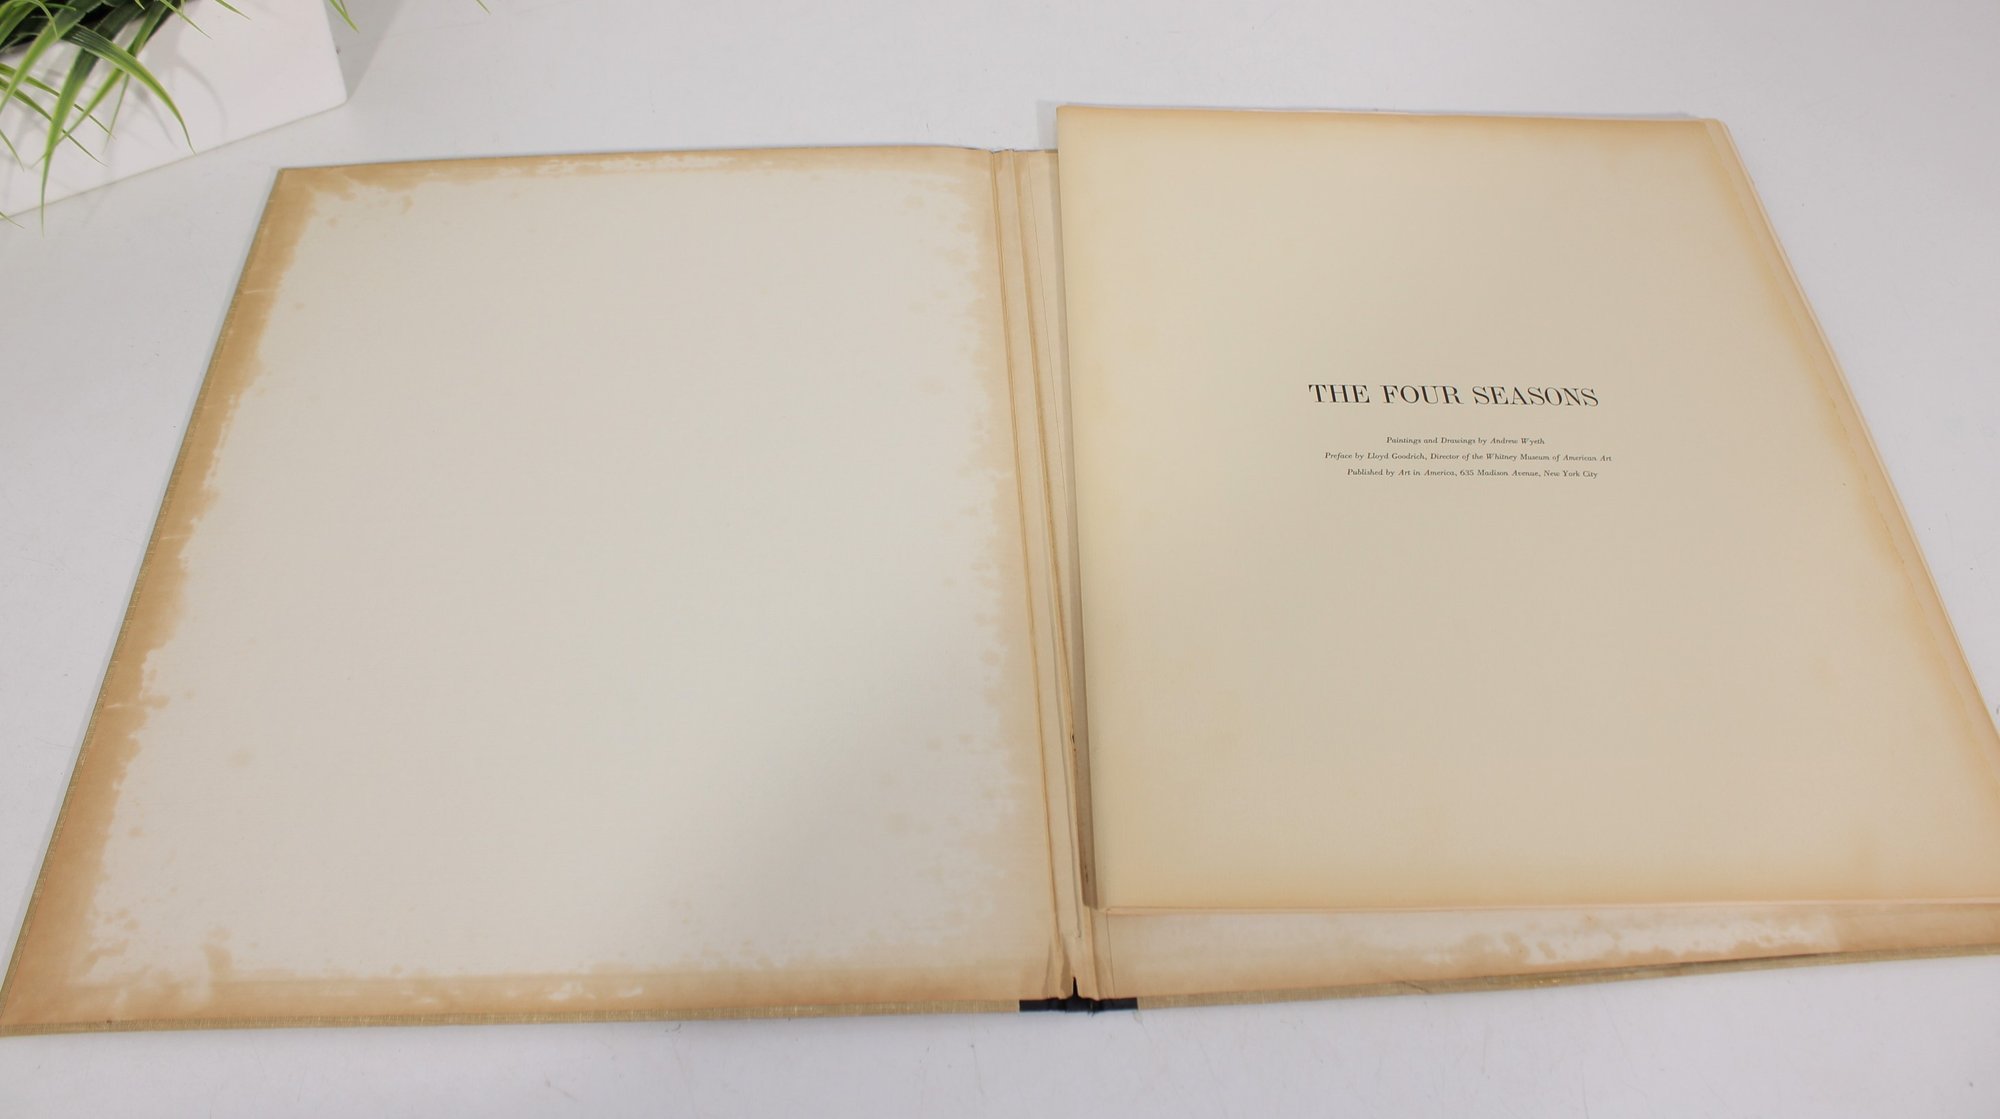 THE FOUR SEASONS
Paintings and Drawings by Andrew Wyeth
Preface by Lloyd Goodrich, Director of the Whitney Museum of American Art
Published by Art in America, 635 Madison Avenue, New York City